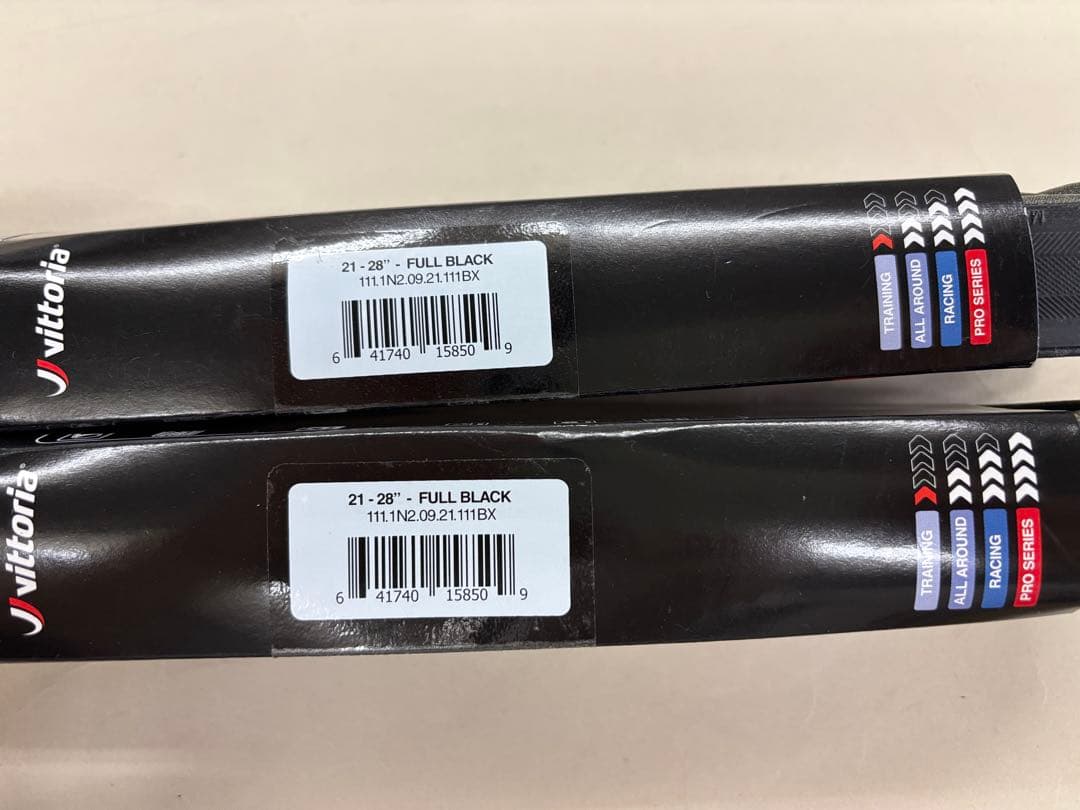 vittoria
21 - 28" - FULL BLACK
111.1N2.09.21.111BX
6 41740 15850 9
TRAINING
ALL AROUND
RACING
PRO SERIES
vittoria
21 - 28" - FULL BLACK
111.1N2.09.21.111BX
6 41740 15850 9
TRAINING
ALL AROUND
RACING
PRO SERIES